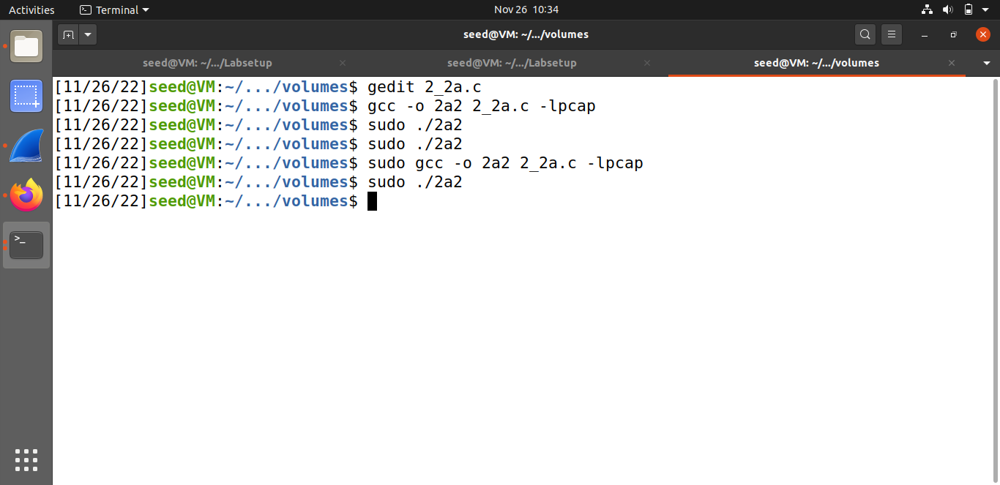 Activities
Terminal
Nov 26 10:34
seed@VM: ~/.../volumes
seed@VM: ~/.../Labsetup
seed@VM: ~/.../Labsetup
seed@VM: ~/.../volumes
[11/26/22]seed@VM:~/.../volumes$ gedit 2_2a.c
[11/26/22]seed@VM:~/.../volumes$ gcc -o 2a2 2_2a.c -lpcap
[11/26/22]seed@VM:~/.../volumes$ sudo ./2a2
[11/26/22]seed@VM:~/.../volumes$ sudo ./2a2
[11/26/22]seed@VM:~/.../volumes$ sudo gcc -o 2a2 2_2a.c -lpcap
[11/26/22]seed@VM:~/.../volumes$ sudo ./2a2
[11/26/22]seed@VM:~/.../volumes$